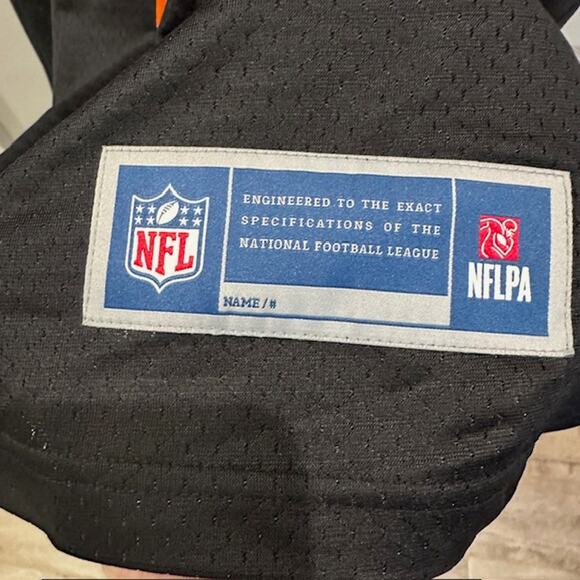 NFL
ENGINEERED TO THE EXACT
SPECIFICATIONS OF THE
NATIONAL FOOTBALL LEAGUE
NAME/#
NFLPA